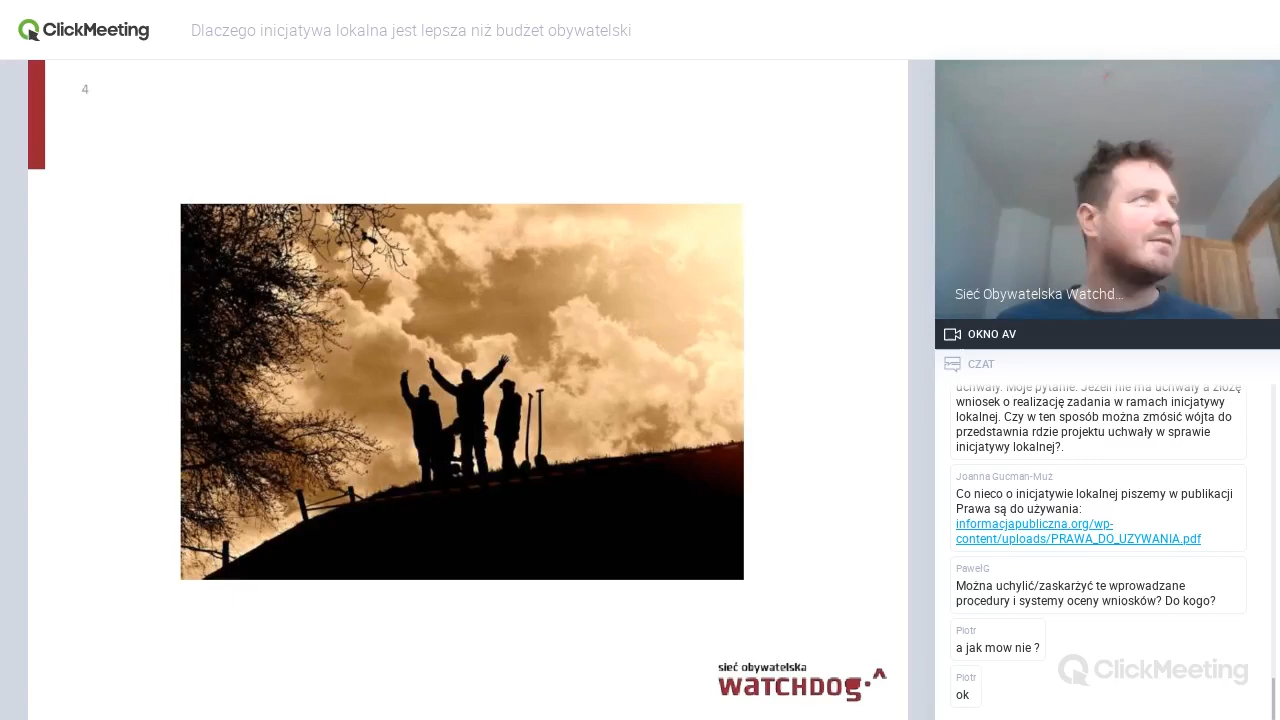 ClickMeeting
Dlaczego inicjatywa lokalna jest lepsza niż budżet obywatelski
4
sieć obywatelska
WATCHDOG
Sieć Obywatelska Watchd...
OKNO AV
CZAT
uchwały. Moje pytanie. Jeżeli nie ma uchwały a złożę
wniosek o realizację zadania w ramach inicjatywy
lokalnej. Czy w ten sposób można zmósić wójta do
przedstawnia rdzie projektu uchwały w sprawie
inicjatywy lokalnej?.
Joanna Gucman-Muż
Co nieco o inicjatywie lokalnej piszemy w publikacji
Prawa są do używania:
informacjapubliczna.org/wp-
content/uploads/PRAWA_DO_UZYWANIA.pdf
PawelG
Można uchylić/zaskarżyć te wprowadzane
procedury i systemy oceny wniosków? Do kogo?
Piotr
a jak mow nie ?
Piotr
ok
ClickMeeting